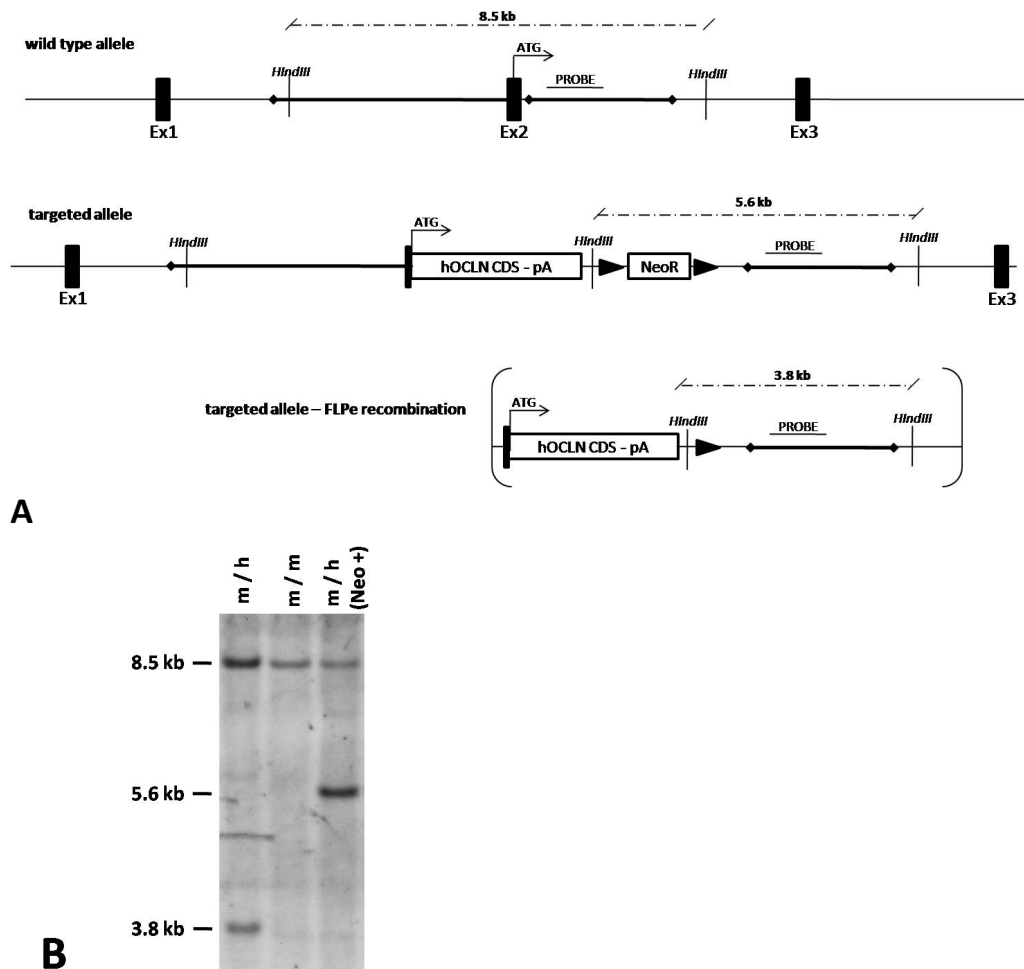 8.5 kb
wild type allele
ATG
HIndIII
PROBE
HIndIII
Ex1
Ex2
Ex3
targeted allele
5.6 kb
ATG
HIndIII
HIndIII
PROBE
HIndIII
hOCLN CDS - pA
NeoR
Ex1
Ex3
3.8 kb
targeted allele – FLPe recombination
ATG
HIndIII
PROBE
HIndIII
hOCLN CDS - pA
A
m / h
m / m
m / h
(Neo +)
8.5 kb
5.6 kb
3.8 kb
B